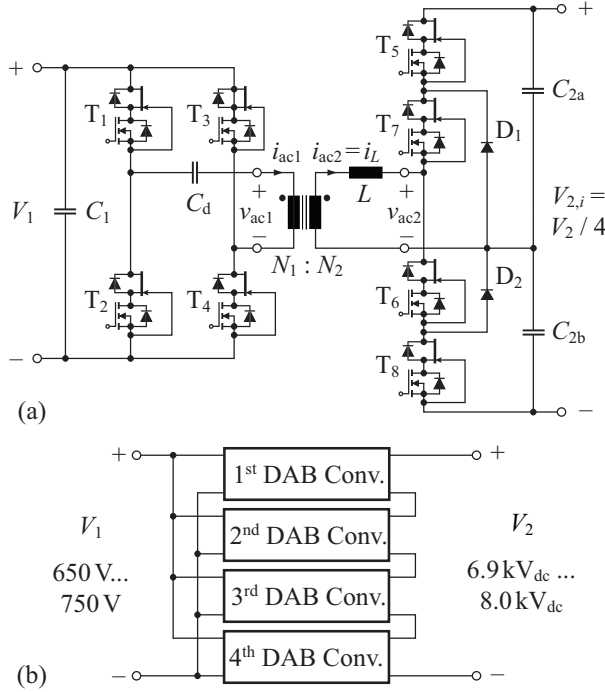 +
T5
+
T7
C2a
D1
+
T1
T3
iac1
iac2 = iL
V1
C1
Cd
+
vac1
−
L
+
vac2
−
V2,i =
V2 / 4
N1 : N2
T2
T4
T6
D2
C2b
T8
−
−
(a)
+
1st DAB Conv.
+
V1
2nd DAB Conv.
V2
650 V...
750 V
3rd DAB Conv.
6.9 kVdc ...
8.0 kVdc
−
4th DAB Conv.
−
(b)